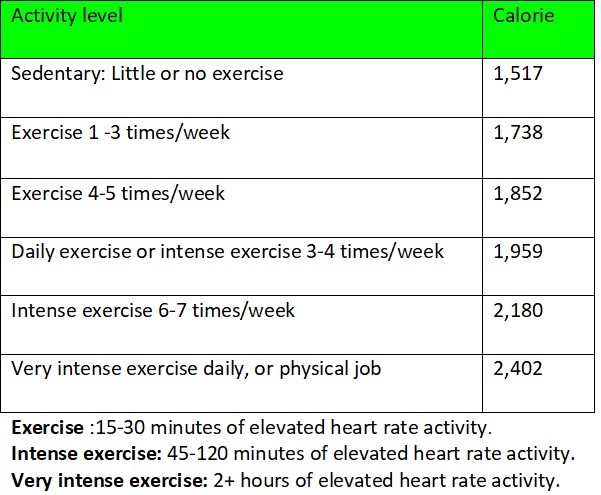 Activity level Calorie
Sedentary: Little or no exercise 1,517
Exercise 1 -3 times/week 1,738
Exercise 4-5 times/week 1,852
Daily exercise or intense exercise 3-4 times/week 1,959
Intense exercise 6-7 times/week 2,180
Very intense exercise daily, or physical job 2,402
Exercise :15-30 minutes of elevated heart rate activity.
Intense exercise: 45-120 minutes of elevated heart rate activity.
Very intense exercise: 2+ hours of elevated heart rate activity.